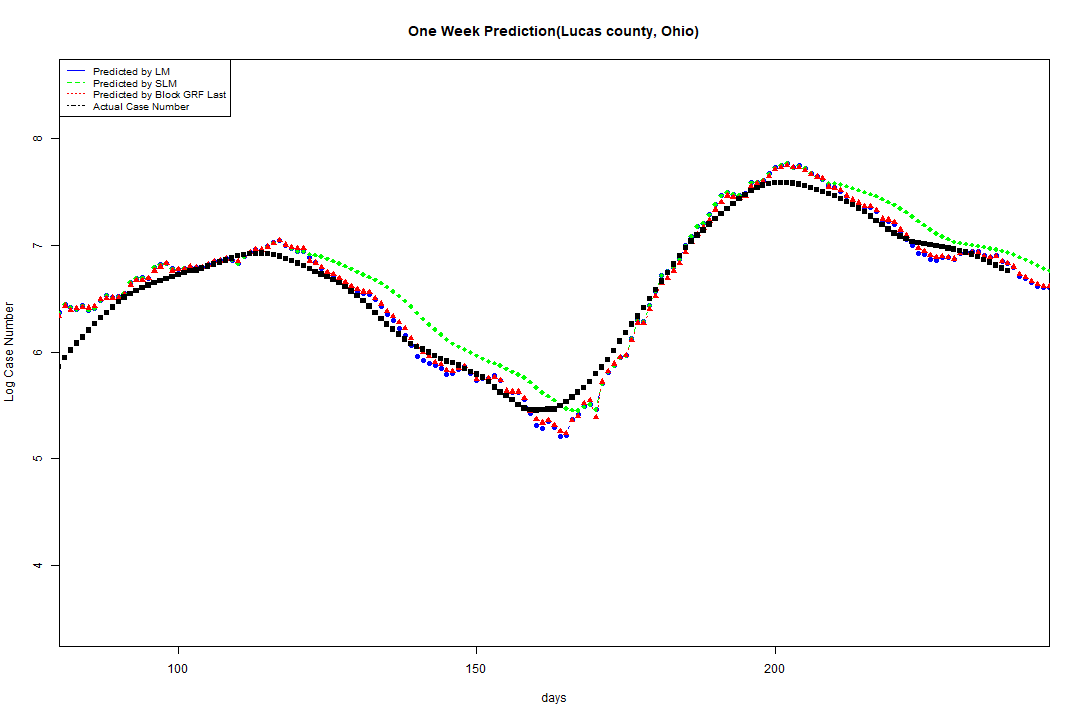 One Week Prediction(Lucas county, Ohio)
Predicted by LM
Predicted by SLM
Predicted by Block GRF Last
Actual Case Number
8
7
6
5
4
Log Case Number
100 150 200
days